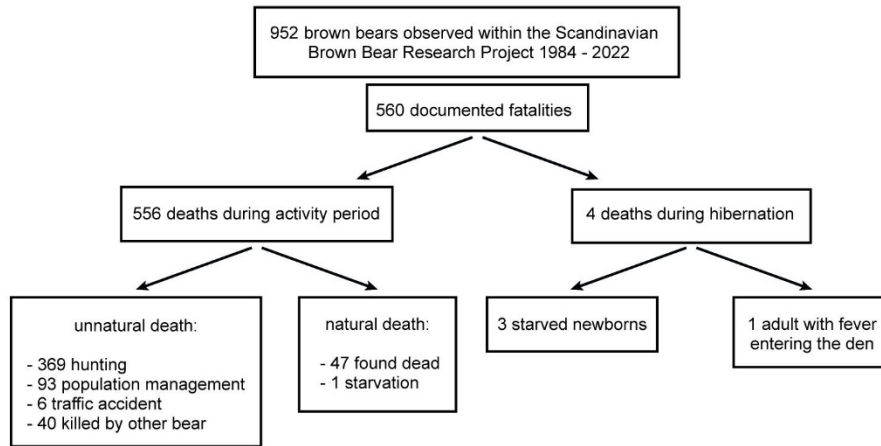 952 brown bears observed within the Scandinavian
Brown Bear Research Project 1984 - 2022
560 documented fatalities
556 deaths during activity period
4 deaths during hibernation
unnatural death:
- 369 hunting
- 93 population management
- 6 traffic accident
- 40 killed by other bear
natural death:
- 47 found dead
- 1 starvation
3 starved newborns
1 adult with fever
entering the den